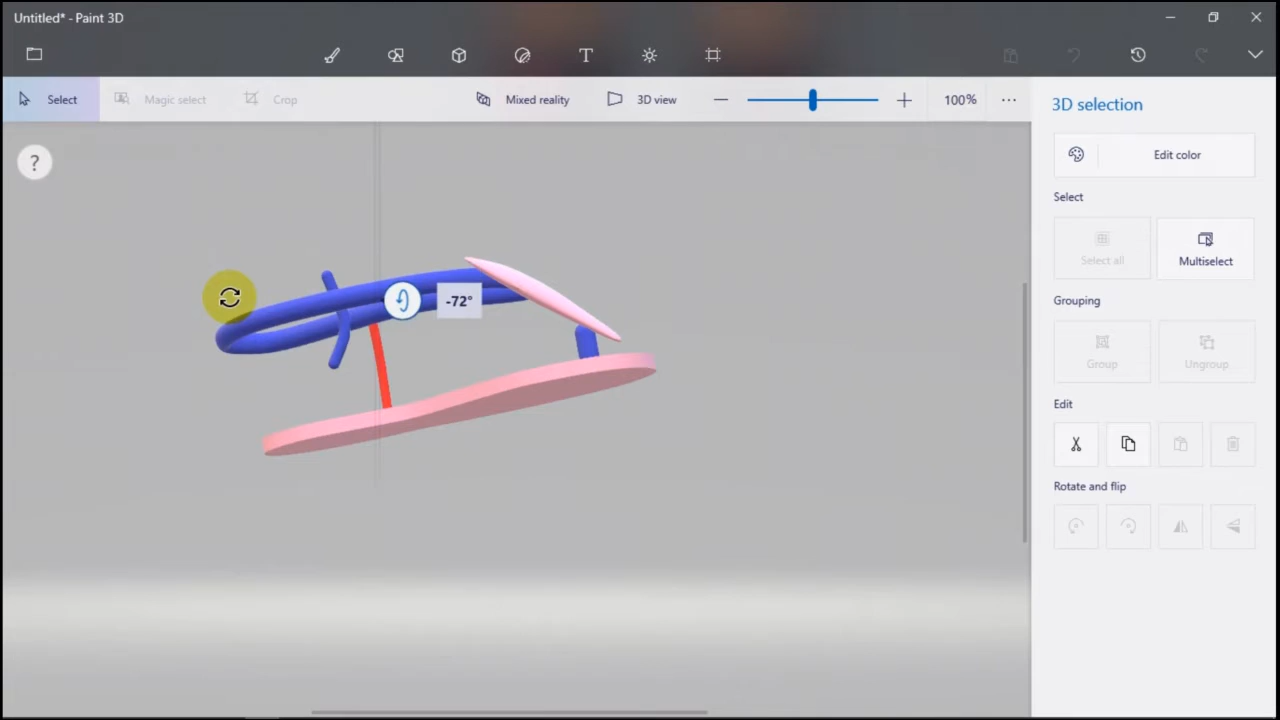 Untitled* - Paint 3D
T
Select
Magic select
Crop
Mixed reality
3D view
100%
3D selection
?
Edit color
Select
Select all
Multiselect
Grouping
-72°
Group
Ungroup
Edit
Rotate and flip